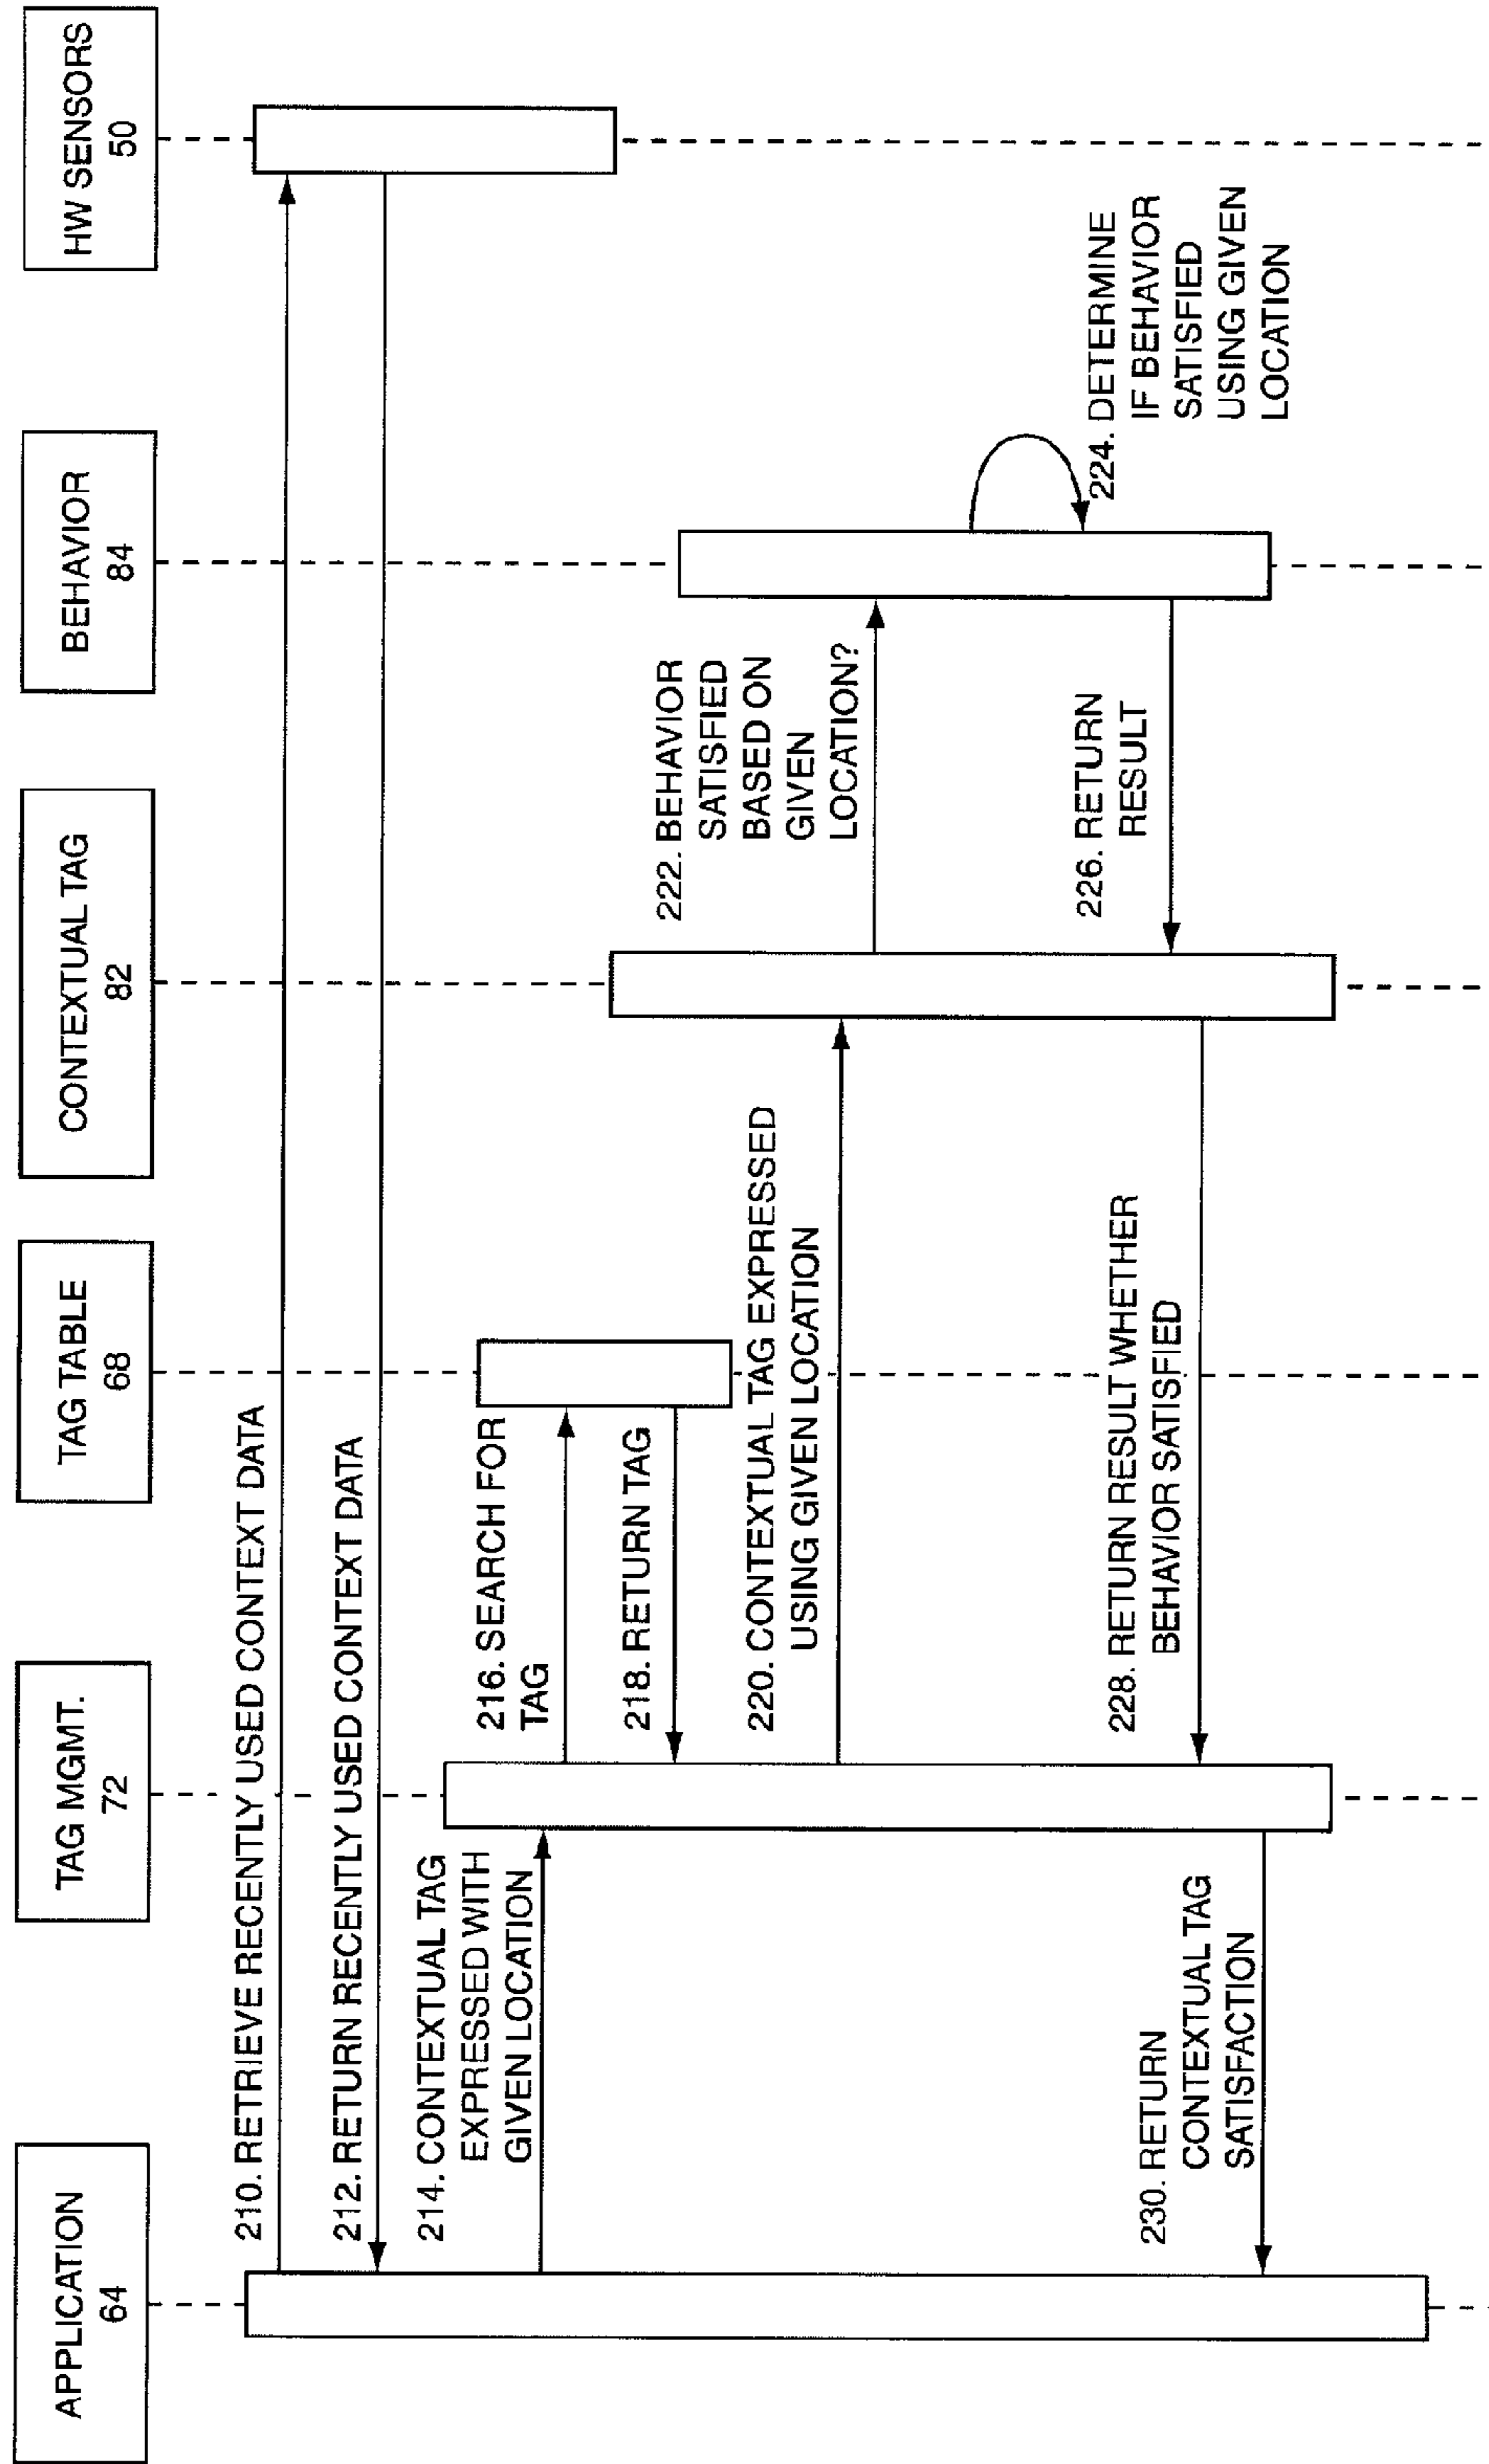 APPLICATION
64
TAG MGMT.
72
TAG TABLE
68
CONTEXTUAL TAG
82
BEHAVIOR
84
HW SENSORS
50
210. RETRIEVE RECENTLY USED CONTEXT DATA
212. RETURN RECENTLY USED CONTEXT DATA
214. CONTEXTUAL TAG
EXPRESSED WITH
GIVEN LOCATION
216. SEARCH FOR
TAG
218. RETURN TAG
220. CONTEXTUAL TAG EXPRESSED
USING GIVEN LOCATION
222. BEHAVIOR
SATISFIED
BASED ON
GIVEN
LOCATION?
224. DETERMINE
IF BEHAVIOR
SATISFIED
USING GIVEN
LOCATION
226. RETURN
RESULT
228. RETURN RESULT WHETHER
BEHAVIOR SATISFIED
230. RETURN
CONTEXTUAL TAG
SATISFACTION